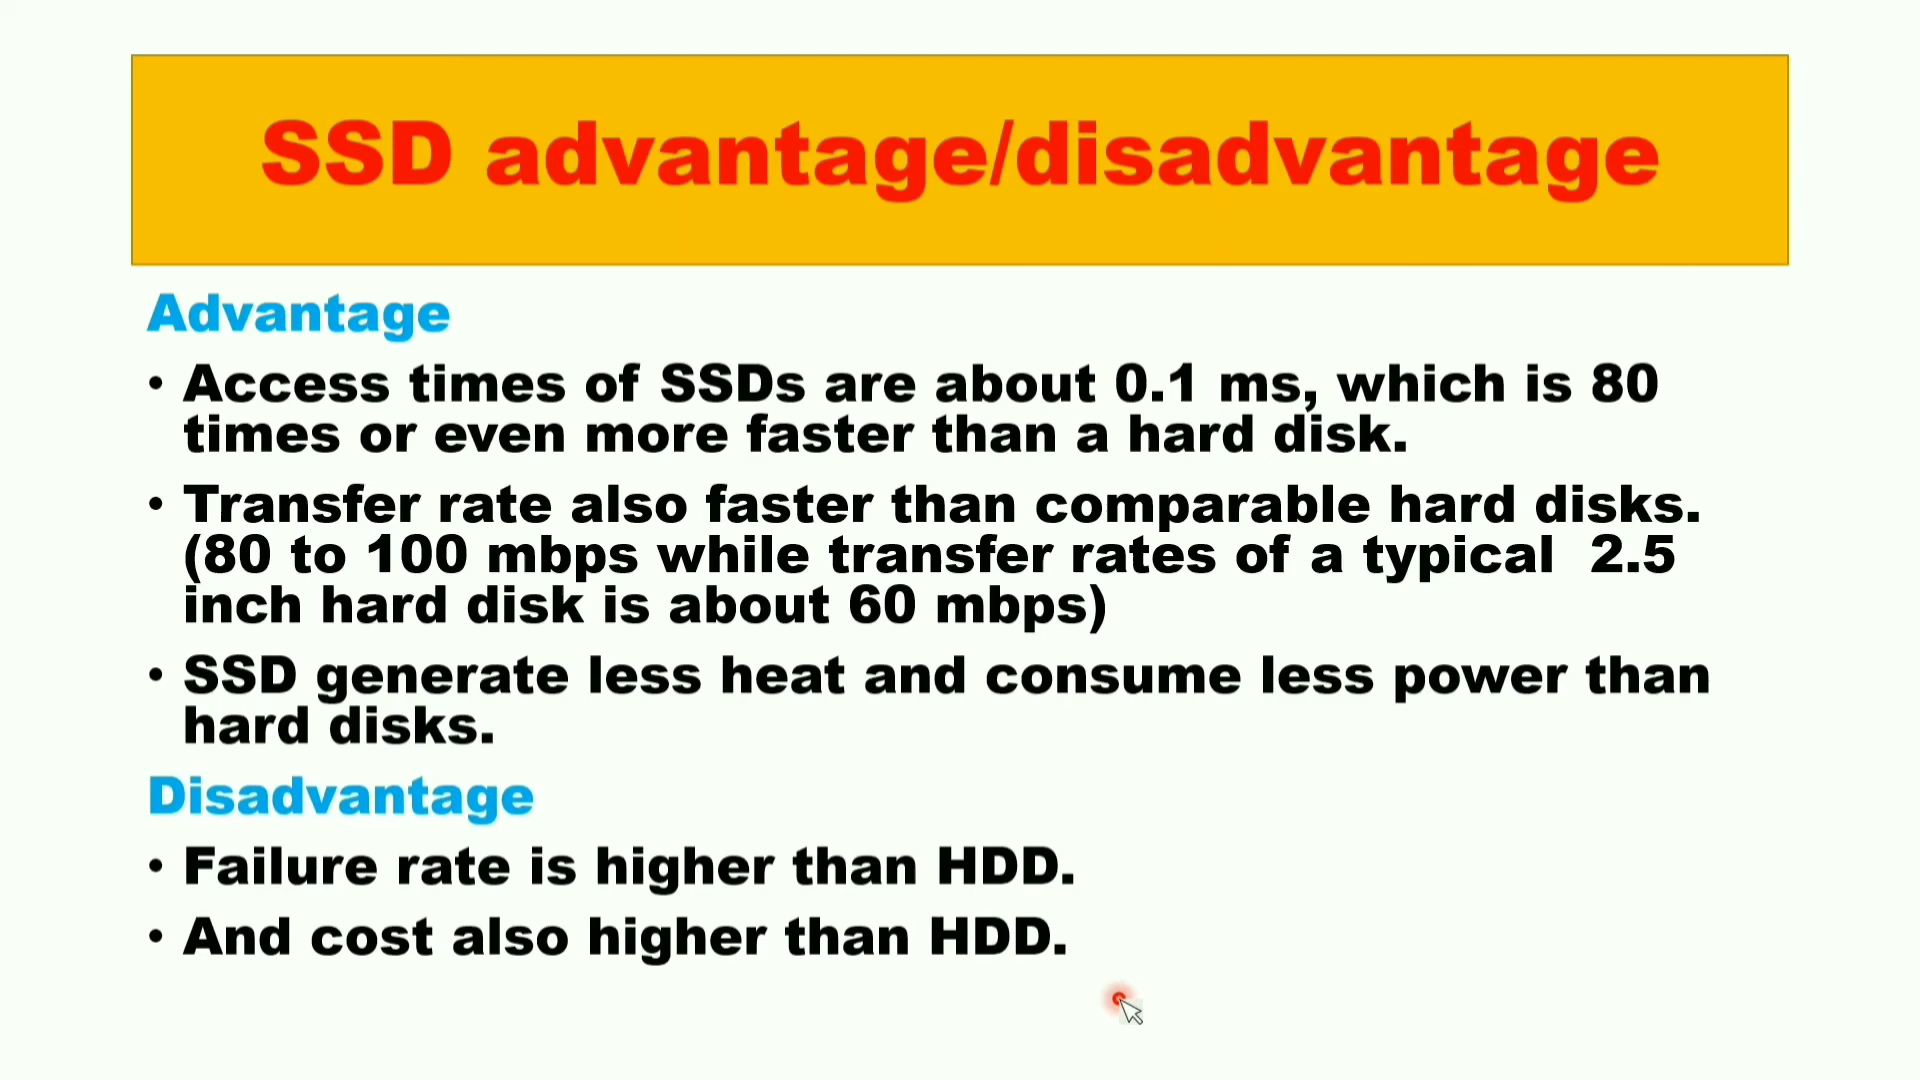 SSD advantage/disadvantage
Advantage
• Access times of SSDs are about 0.1 ms, which is 80
times or even more faster than a hard disk.
• Transfer rate also faster than comparable hard disks.
(80 to 100 mbps while transfer rates of a typical  2.5
inch hard disk is about 60 mbps)
• SSD generate less heat and consume less power than
hard disks.
Disadvantage
• Failure rate is higher than HDD.
• And cost also higher than HDD.